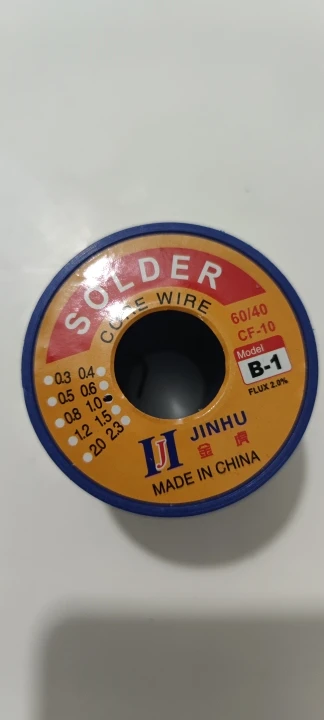 SOLDER
CORE WIRE
60/40
CF-10
Model
B-1
FLUX 2.0%
0.3 0.4
0.5 0.6
0.8 1.0
1.2 1.5
2.0 2.3
JINHU
金虎
MADE IN CHINA